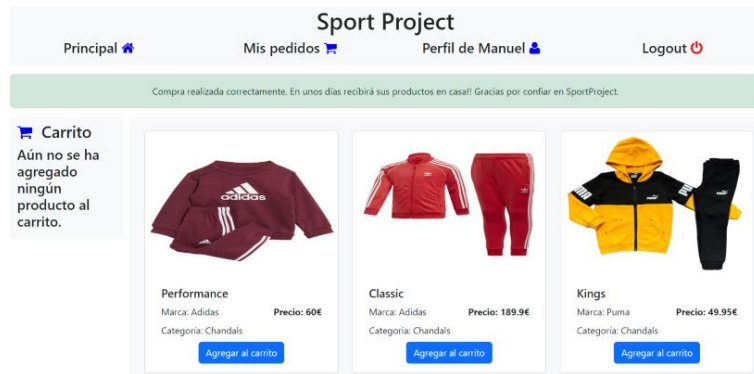 Sport Project
Principal
Mis pedidos
Perfil de Manuel
Logout
Compra realizada correctamente. En unos días recibirá sus productos en casa!! Gracias por confiar en SportProject.
Carrito
Aún no se ha
agregado
ningún
producto al
carrito.
adidas
Performance
Marca: Adidas Precio: 60€
Categoría: Chandals
Agregar al carrito
Classic
Marca: Adidas Precio: 189.9€
Categoría: Chandals
Agregar al carrito
Kings
Marca: Puma Precio: 49.95€
Categoría: Chandals
Agregar al carrito